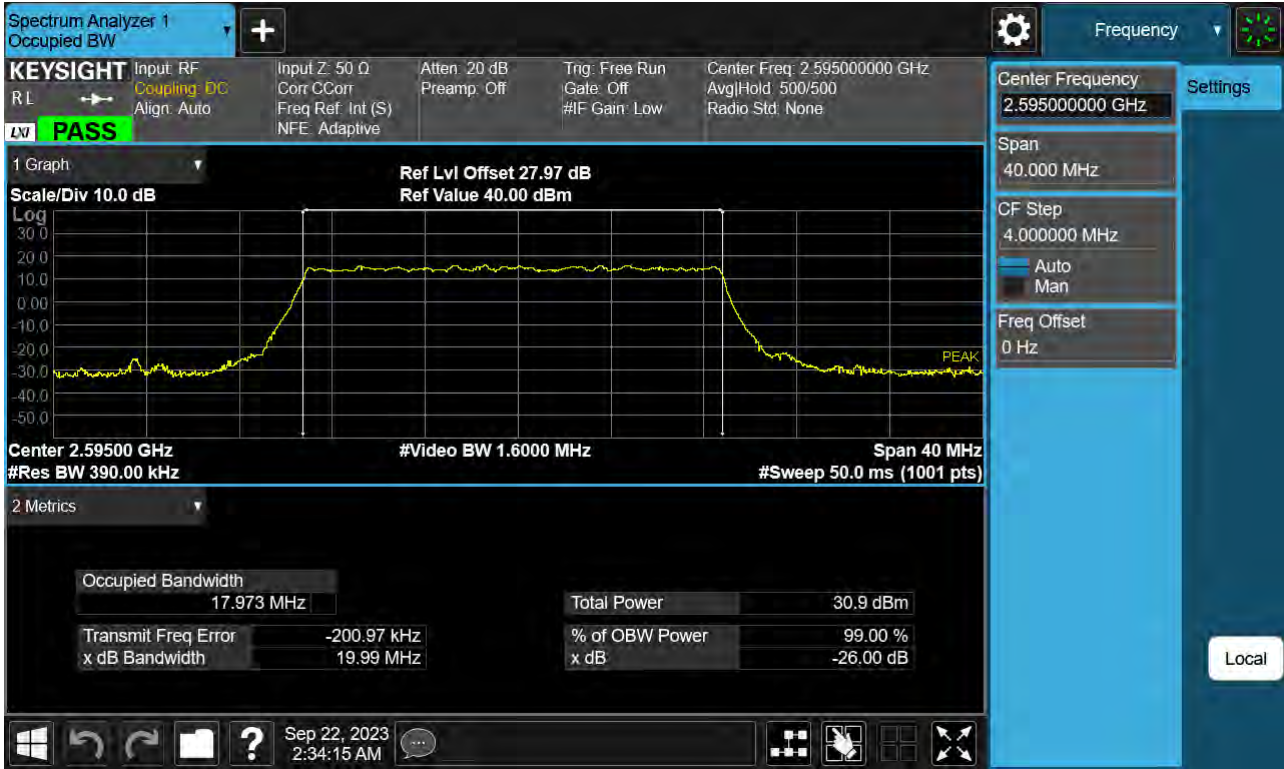 Spectrum Analyzer 1
Occupied BW
+
Frequency
KEYSIGHT
RL
LXI
PASS
Input: RF
Coupling: DC
Align: Auto
Input Z: 50 Ω
Corr CCorr
Freq Ref: Int (S)
NFE: Adaptive
Atten: 20 dB
Preamp: Off
Trig: Free Run
Gate: Off
#IF Gain: Low
Center Freq: 2.595000000 GHz
Avg|Hold: 500/500
Radio Std: None
Center Frequency
2.595000000 GHz
Settings
Span
40.000 MHz
CF Step
4.000000 MHz
Auto
Man
Freq Offset
0 Hz
1 Graph
Scale/Div 10.0 dB
Ref Lvl Offset 27.97 dB
Ref Value 40.00 dBm
Log
30.0
20.0
10.0
0.00
-10.0
-20.0
-30.0
-40.0
-50.0
PEAK
Center 2.59500 GHz
#Video BW 1.6000 MHz
Span 40 MHz
#Res BW 390.00 kHz
#Sweep 50.0 ms (1001 pts)
2 Metrics
Occupied Bandwidth
17.973 MHz
Total Power 30.9 dBm
Transmit Freq Error -200.97 kHz
% of OBW Power 99.00 %
x dB Bandwidth 19.99 MHz
x dB -26.00 dB
Local
?
Sep 22, 2023
2:34:15 AM